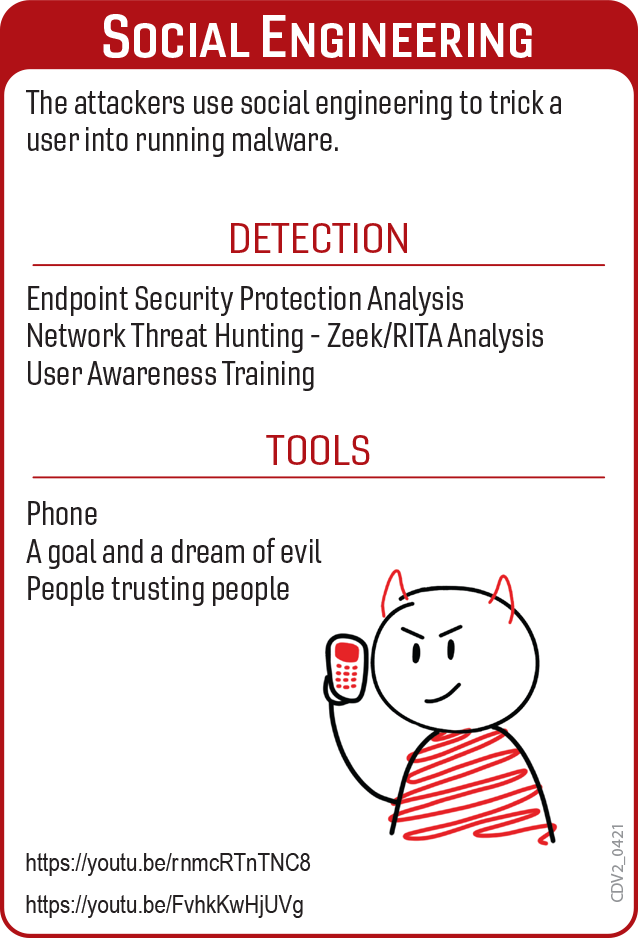 SOCIAL ENGINEERING
The attackers use social engineering to trick a
user into running malware.
DETECTION
Endpoint Security Protection Analysis
Network Threat Hunting - Zeek/RITA Analysis
User Awareness Training
TOOLS
Phone
A goal and a dream of evil
People trusting people
https://youtu.be/rnmcRTnTNC8
https://youtu.be/FvhkKwHjUVg
CDV2_0421